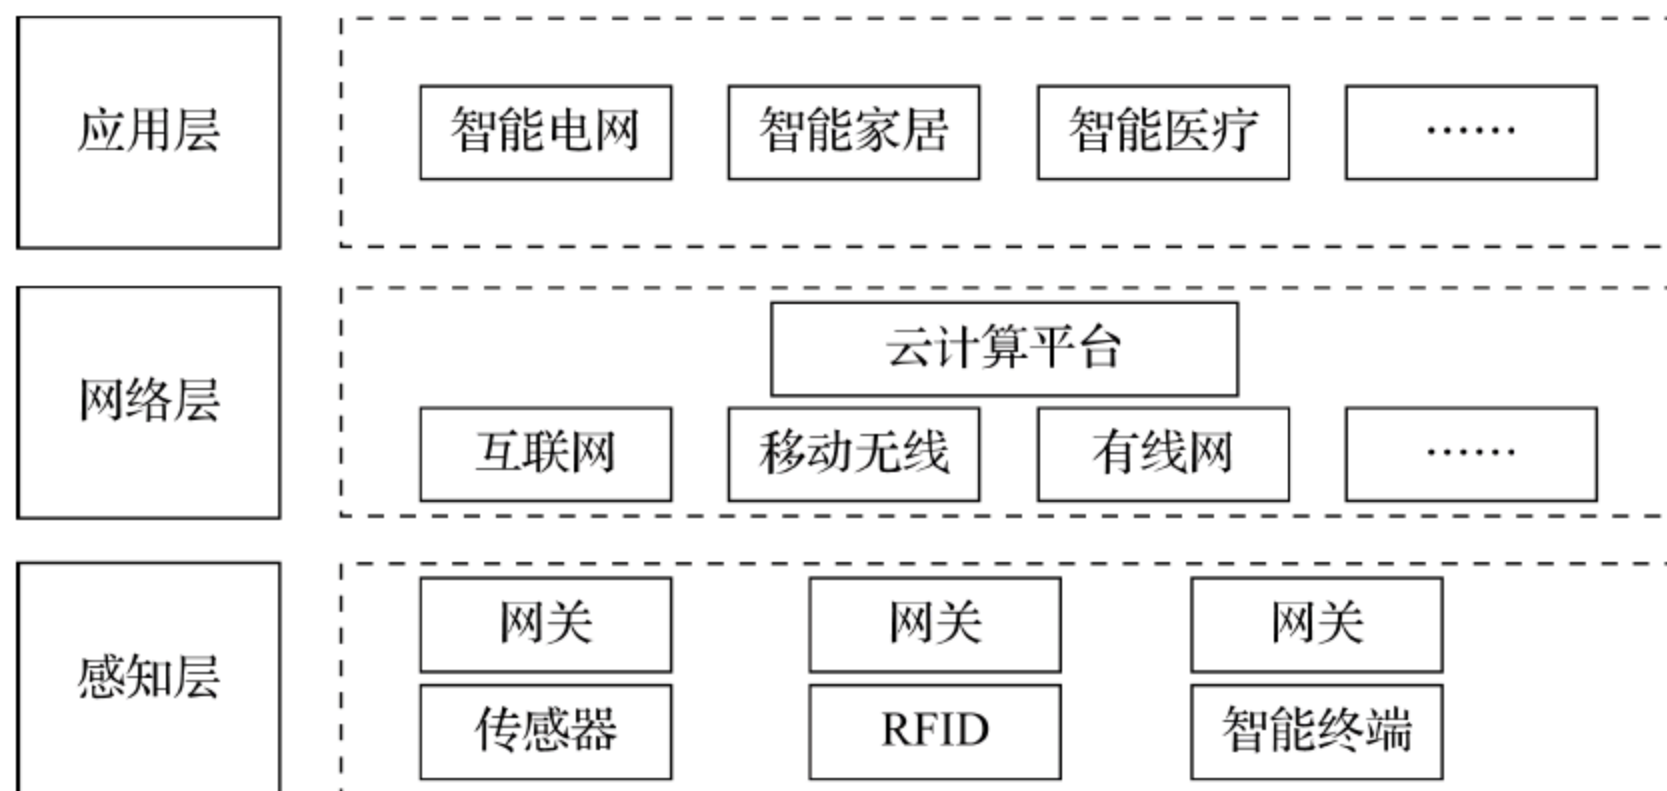 应用层
智能电网 智能家居 智能医疗 ……
网络层
云计算平台
互联网 移动无线 有线网 ……
感知层
网关 网关 网关
传感器 RFID 智能终端